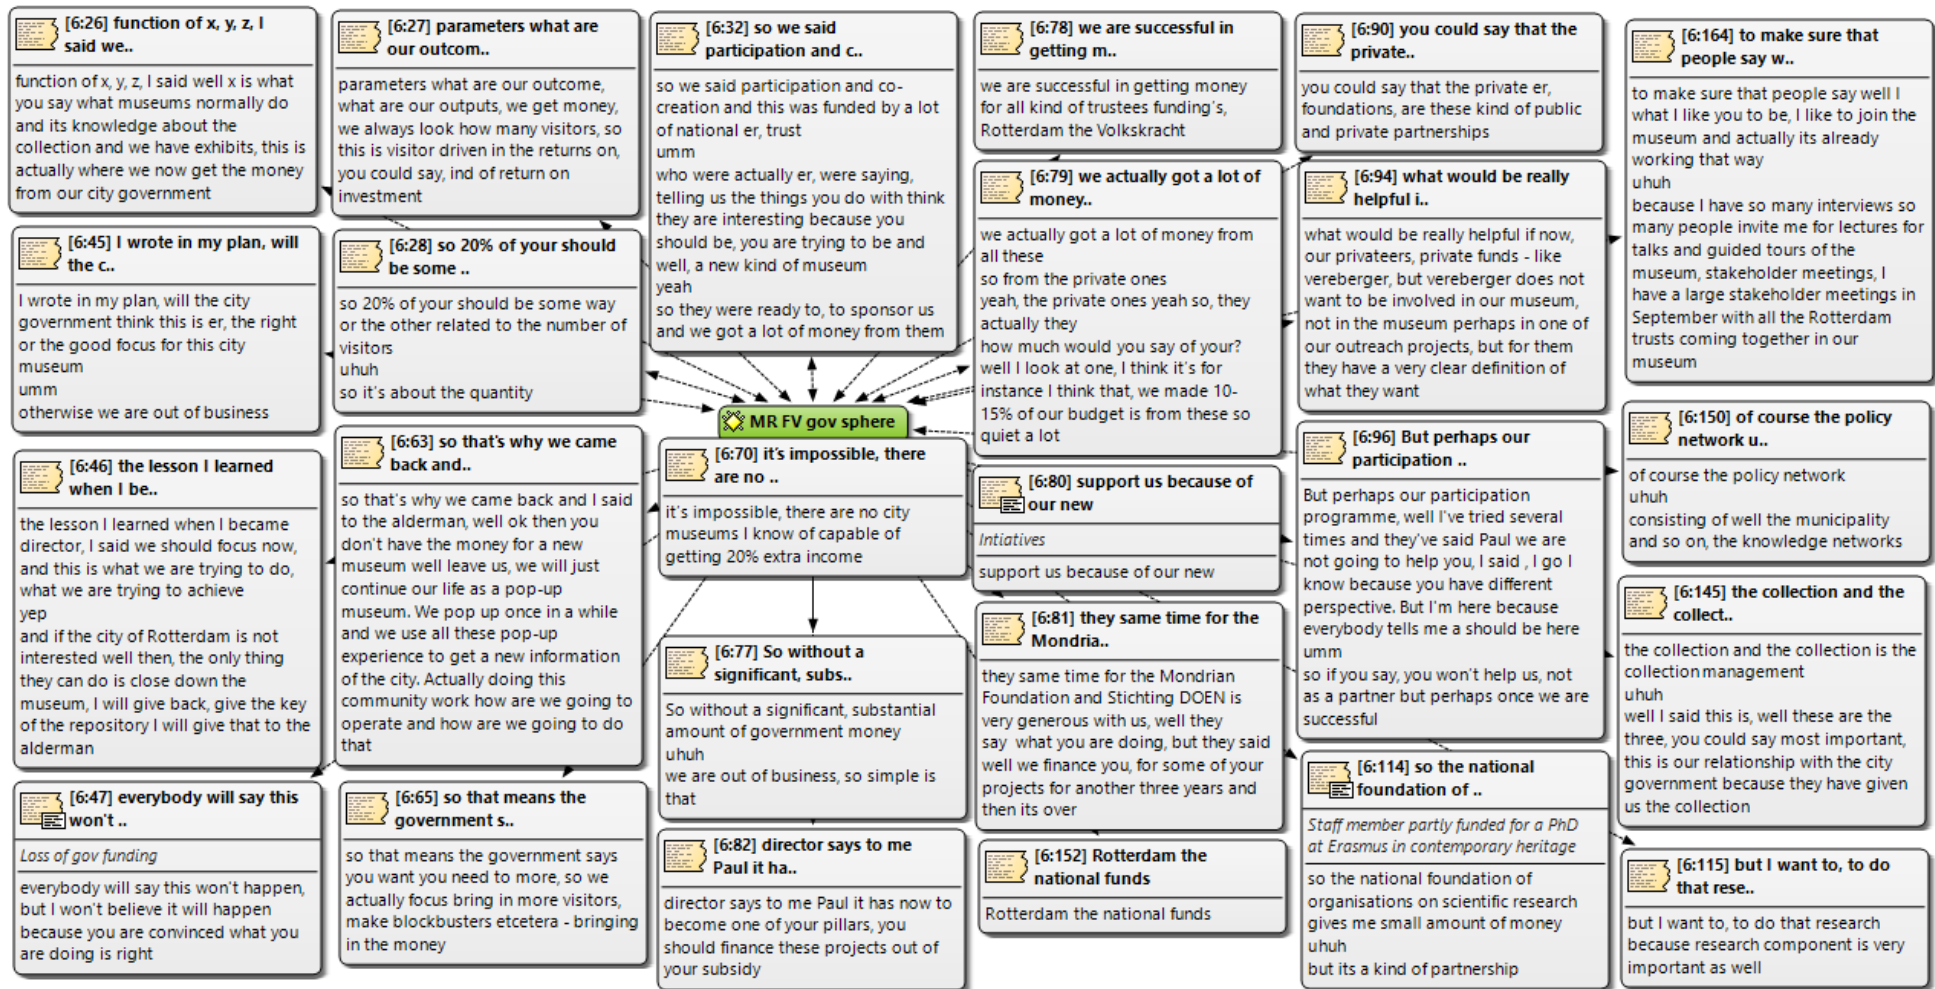 [6:26] function of x, y, z, I
said we..
function of x, y, z, I said well x is what
you say what museums normally do
and its knowledge about the
collection and we have exhibits, this is
actually where we now get the money
from our city government
[6:27] parameters what are
our outcom..
parameters what are our outcome,
what are our outputs, we get money,
we always look how many visitors, so
this is visitor driven in the returns on,
you could say, ind of return on
investment
[6:32] so we said
participation and c..
so we said participation and co-
creation and this was funded by a lot
of national er, trust
umm
who were actually er, were saying,
telling us the things you do with think
they are interesting because you
should be, you are trying to be and
well, a new kind of museum
yeah
so they were ready to, to sponsor us
and we got a lot of money from them
[6:78] we are successful in
getting m..
we are successful in getting money
for all kind of trustees funding's,
Rotterdam the Volkskracht
[6:90] you could say that the
private..
you could say that the private er,
foundations, are these kind of public
and private partnerships
[6:164] to make sure that
people say w..
to make sure that people say well I
what I like you to be, I like to join the
museum and actually its already
working that way
uhuh
because I have so many interviews so
many people invite me for lectures for
talks and guided tours of the
museum, stakeholder meetings, I
have a large stakeholder meetings in
September with all the Rotterdam
trusts coming together in our
museum
[6:45] I wrote in my plan, will
the c..
I wrote in my plan, will the city
government think this is er, the right
or the good focus for this city
museum
umm
otherwise we are out of business
[6:28] so 20% of your should
be some ..
so 20% of your should be some way
or the other related to the number of
visitors
uhuh
so it's about the quantity
[6:79] we actually got a lot of
money..
we actually got a lot of money from
all these
so from the private ones
yeah, the private ones yeah so, they
actually they
how much would you say of your?
well I look at one, I think it's for
instance I think that, we made 10-
15% of our budget is from these so
quiet a lot
[6:94] what would be really
helpful i..
what would be really helpful if now,
our privateers, private funds - like
vereberger, but vereberger does not
want to be involved in our museum,
not in the museum perhaps in one of
our outreach projects, but for them
they have a very clear definition of
what they want
MR FV gov sphere
[6:46] the lesson I learned
when I be..
the lesson I learned when I became
director, I said we should focus now,
and this is what we are trying to do,
what we are trying to achieve
yep
and if the city of Rotterdam is not
interested well then, the only thing
they can do is close down the
museum, I will give back, give the key
of the repository I will give that to the
alderman
[6:63] so that's why we came
back and..
so that's why we came back and I said
to the alderman, well ok then you
don't have the money for a new
museum well leave us, we will just
continue our life as a pop-up
museum. We pop up once in a while
and we use all these pop-up
experience to get a new information
of the city. Actually doing this
community work how are we going to
operate and how are we going to do
that
[6:70] it's impossible, there
are no ..
it's impossible, there are no city
museums I know of capable of
getting 20% extra income
[6:80] support us because of
our new
Intiatives
support us because of our new
[6:96] But perhaps our
participation ..
But perhaps our participation
programme, well I've tried several
times and they've said Paul we are
not going to help you, I said , I go I
know because you have different
perspective. But I'm here because
everybody tells me a should be here
umm
so if you say, you won't help us, not
as a partner but perhaps once we are
successful
[6:150] of course the policy
network u..
of course the policy network
uhuh
consisting of well the municipality
and so on, the knowledge networks
[6:77] So without a
significant, subs..
So without a significant, substantial
amount of government money
uhuh
we are out of business, so simple is
that
[6:81] they same time for the
Mondria..
they same time for the Mondrian
Foundation and Stichting DOEN is
very generous with us, well they
say what you are doing, but they said
well we finance you, for some of your
projects for another three years and
then its over
[6:145] the collection and the
collect..
the collection and the collection is the
collection management
uhuh
well I said this is, well these are the
three, you could say most important,
this is our relationship with the city
government because they have given
us the collection
[6:47] everybody will say this
won't ..
Loss of gov funding
everybody will say this won't happen,
but I won't believe it will happen
because you are convinced what you
are doing is right
[6:65] so that means the
government s..
so that means the government says
you want you need to more, so we
actually focus bring in more visitors,
make blockbusters etcetera - bringing
in the money
[6:82] director says to me
Paul it ha..
director says to me Paul it has now to
become one of your pillars, you
should finance these projects out of
your subsidy
[6:152] Rotterdam the
national funds
Rotterdam the national funds
[6:114] so the national
foundation of ..
Staff member partly funded for a PhD
at Erasmus in contemporary heritage
so the national foundation of
organisations on scientific research
gives me small amount of money
uhuh
but its a kind of partnership
[6:115] but I want to, to do
that rese..
but I want to, to do that research
because research component is very
important as well